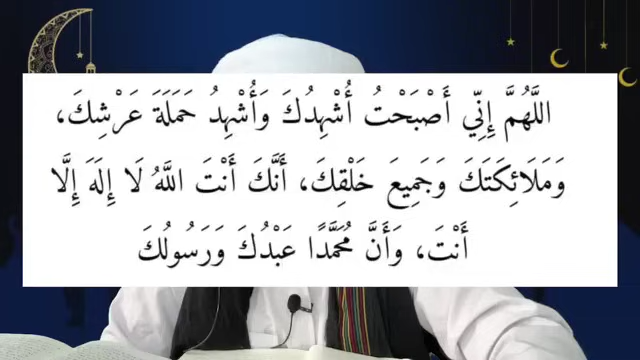 اللَّهُمَّ إِنِّي أَصْبَحْتُ أُشْهِدُكَ وَأُشْهِدُ حَمَلَةَ عَرْشِكَ،
وَمَلَائِكَتَكَ وَجَمِيعَ خَلْقِكَ، أَنَّكَ أَنْتَ اللَّهُ لَا إِلَهَ إِلَّا
أَنْتَ، وَأَنَّ مُحَمَّدًا عَبْدُكَ وَرَسُولُكَ